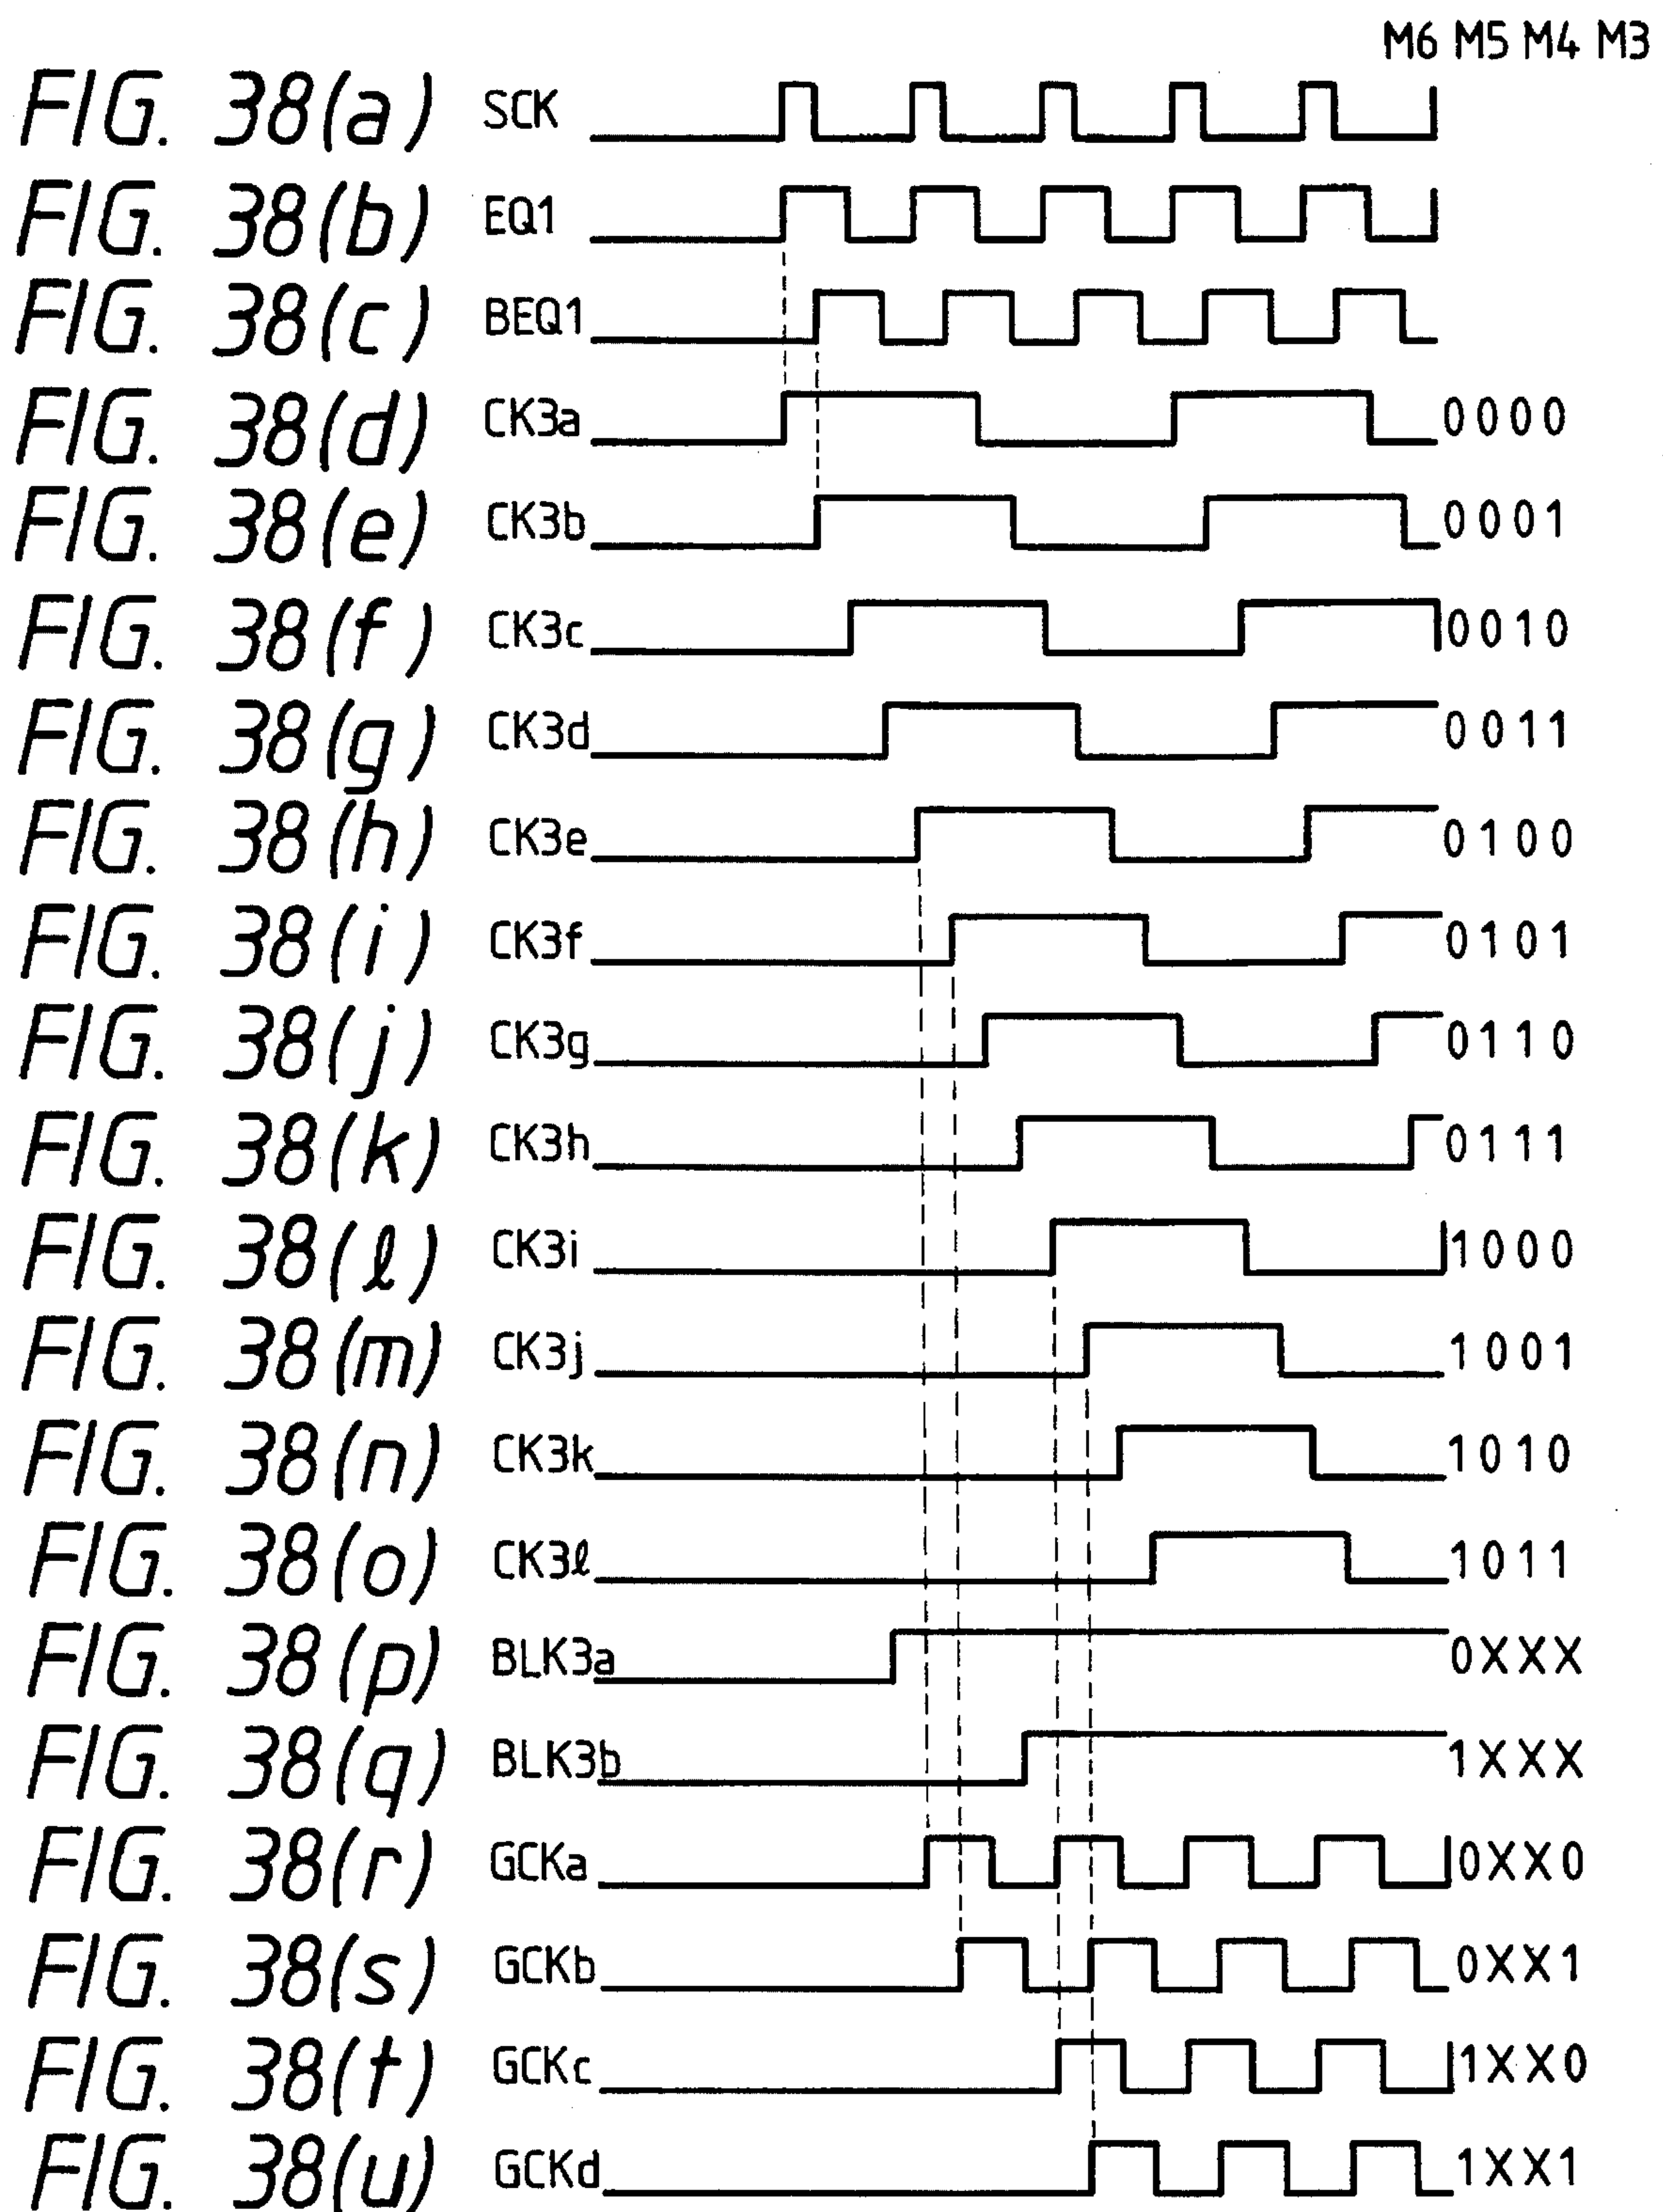 M6 M5 M4 M3
FIG. 38(a) SCK
FIG. 38(b) EQ1
FIG. 38(c) BEQ1
FIG. 38(d) CK3a 0000
FIG. 38(e) CK3b 0001
FIG. 38(f) CK3c 0010
FIG. 38(g) CK3d 0011
FIG. 38(h) CK3e 0100
FIG. 38(i) CK3f 0101
FIG. 38(j) CK3g 0110
FIG. 38(k) CK3h 0111
FIG. 38(ℓ) CK3i 1000
FIG. 38(m) CK3j 1001
FIG. 38(n) CK3k 1010
FIG. 38(o) CK3ℓ 1011
FIG. 38(p) BLK3a 0XXX
FIG. 38(q) BLK3b 1XXX
FIG. 38(r) GCKa 0XX0
FIG. 38(s) GCKb 0XX1
FIG. 38(t) GCKc 1XX0
FIG. 38(u) GCKd 1XX1